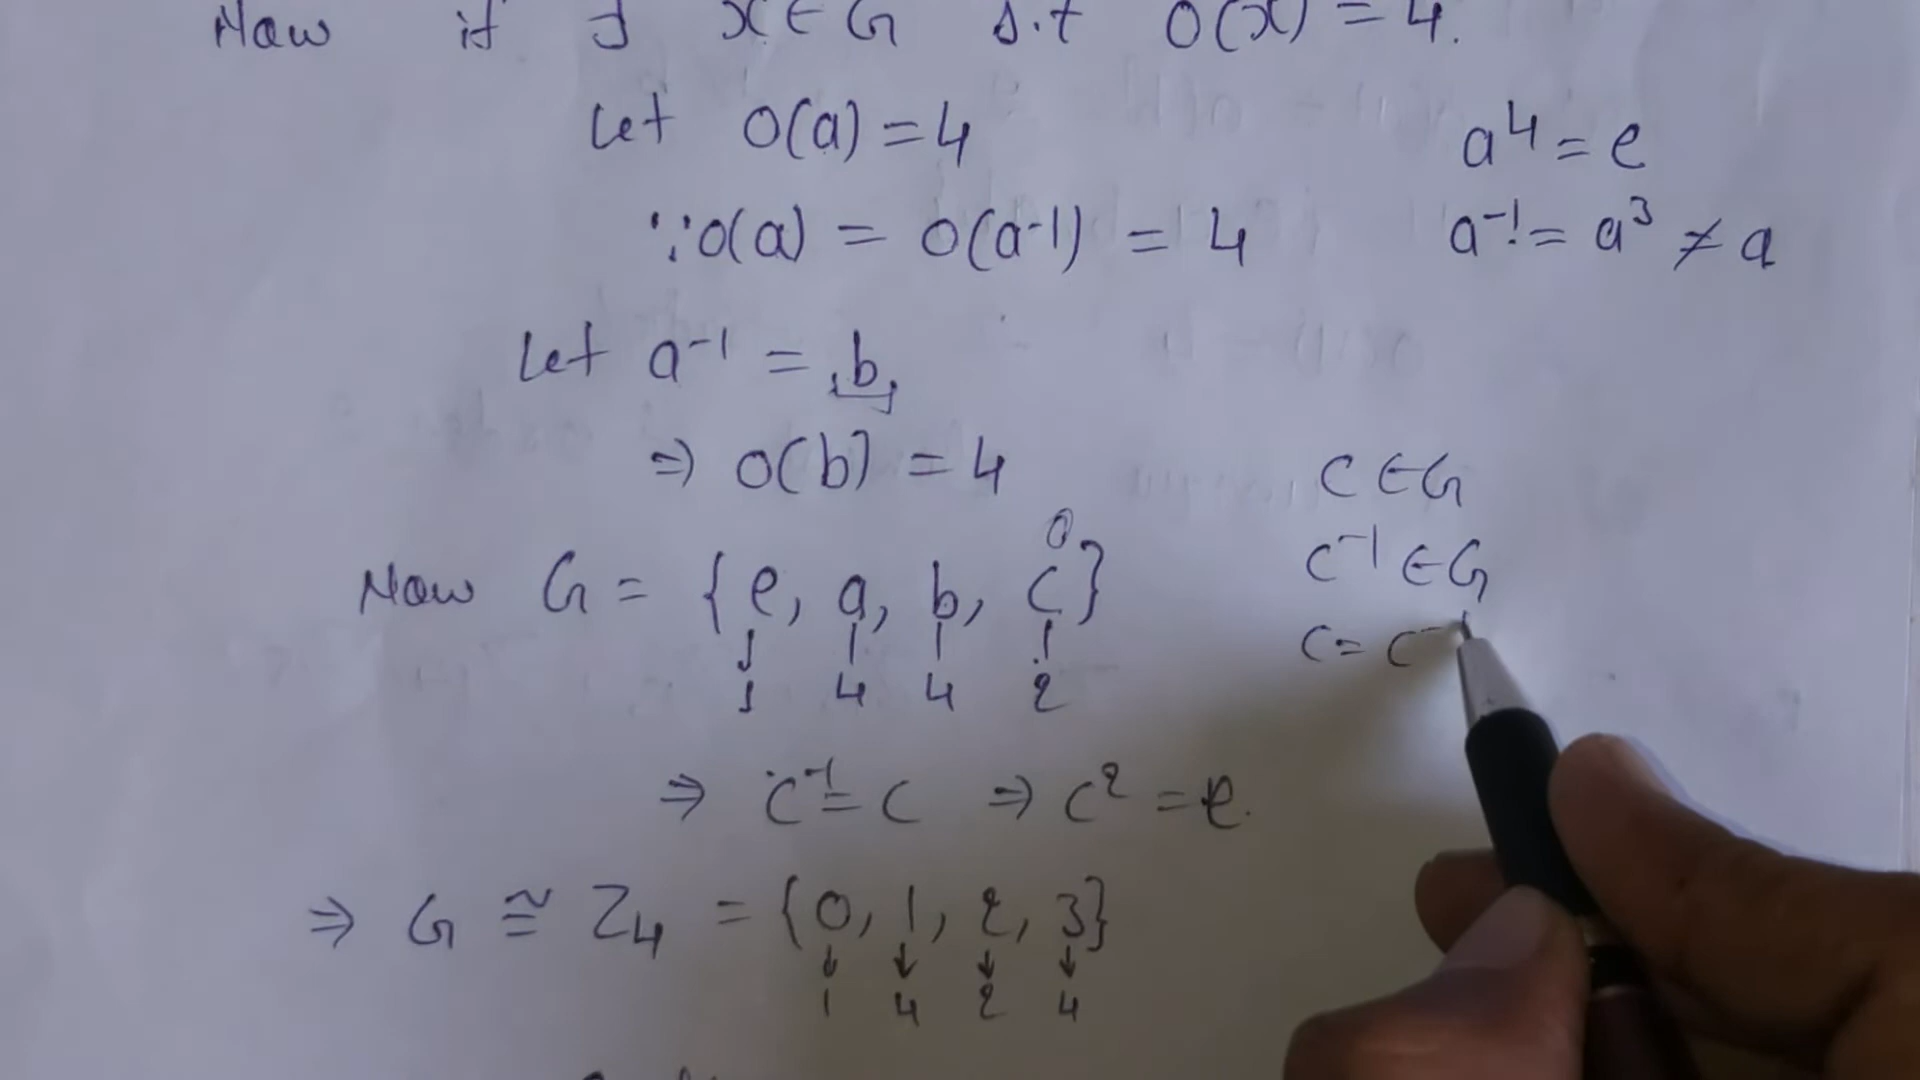 Now if ∃ x ∈ G s.t O(x) = 4.
Let O(a) = 4
a⁴ = e
∵ O(a) = O(a-1) = 4
a⁻¹ = a³ ≠ a
Let a⁻¹ = b,
⇒ O(b) = 4
C ∈ G
0
Now G = {e, a, b, c}
C⁻¹ ∈ G
C = C⁻¹
1 4 4 2
⇒ c⁻¹ = c ⇒ c² = e.
⇒ G ≅ Z₄ = {0, 1, 2, 3}
↓ ↓ ↓ ↓
1 4 2 4